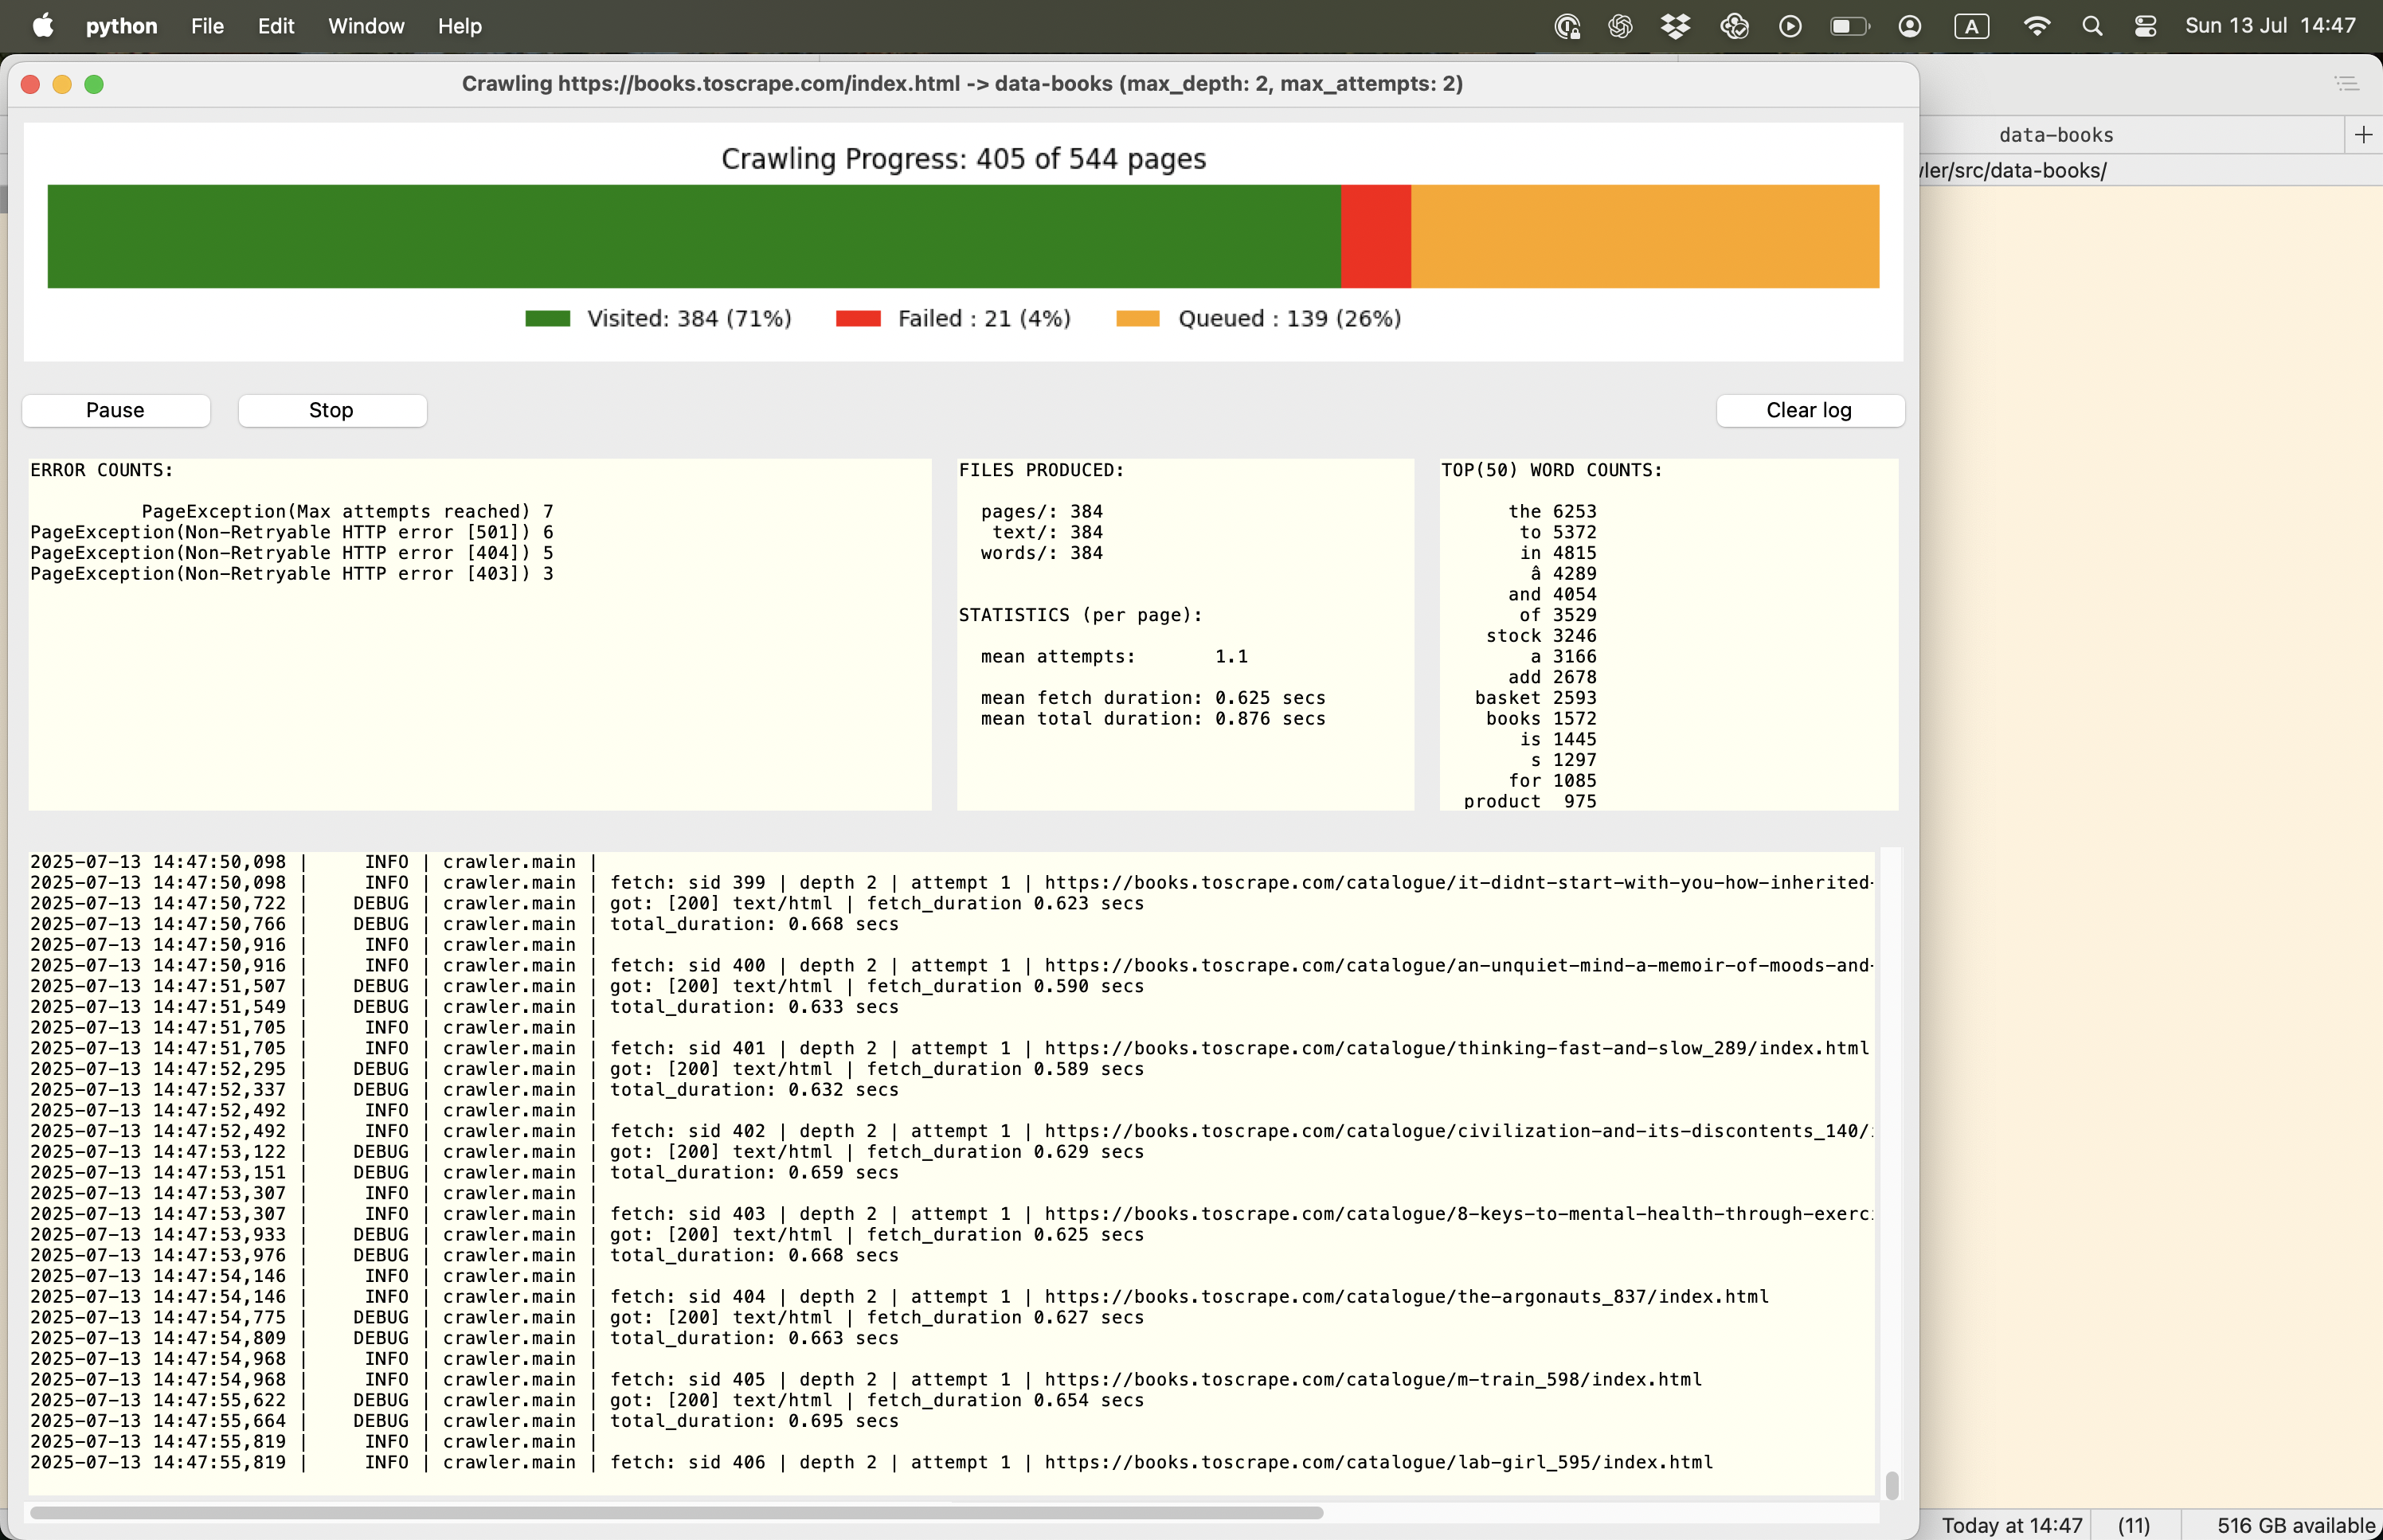 python File Edit Window Help A Sun 13 Jul 14:47
Crawling https://books.toscrape.com/index.html -> data-books (max_depth: 2, max_attempts: 2)
data-books
ler/src/data-books/
Crawling Progress: 405 of 544 pages
Visited: 384 (71%) Failed : 21 (4%) Queued : 139 (26%)
Pause Stop Clear log
ERROR COUNTS:
PageException(Max attempts reached) 7
PageException(Non-Retryable HTTP error [501]) 6
PageException(Non-Retryable HTTP error [404]) 5
PageException(Non-Retryable HTTP error [403]) 3
FILES PRODUCED:
pages/: 384
text/: 384
words/: 384
STATISTICS (per page):
mean attempts: 1.1
mean fetch duration: 0.625 secs
mean total duration: 0.876 secs
TOP(50) WORD COUNTS:
the 6253
to 5372
in 4815
â 4289
and 4054
of 3529
stock 3246
a 3166
add 2678
basket 2593
books 1572
is 1445
s 1297
for 1085
product 975
2025-07-13 14:47:50,098 | INFO | crawler.main |
2025-07-13 14:47:50,098 | INFO | crawler.main | fetch: sid 399 | depth 2 | attempt 1 | https://books.toscrape.com/catalogue/it-didnt-start-with-you-how-inherited-
2025-07-13 14:47:50,722 | DEBUG | crawler.main | got: [200] text/html | fetch_duration 0.623 secs
2025-07-13 14:47:50,766 | DEBUG | crawler.main | total_duration: 0.668 secs
2025-07-13 14:47:50,916 | INFO | crawler.main |
2025-07-13 14:47:50,916 | INFO | crawler.main | fetch: sid 400 | depth 2 | attempt 1 | https://books.toscrape.com/catalogue/an-unquiet-mind-a-memoir-of-moods-and-
2025-07-13 14:47:51,507 | DEBUG | crawler.main | got: [200] text/html | fetch_duration 0.590 secs
2025-07-13 14:47:51,549 | DEBUG | crawler.main | total_duration: 0.633 secs
2025-07-13 14:47:51,705 | INFO | crawler.main |
2025-07-13 14:47:51,705 | INFO | crawler.main | fetch: sid 401 | depth 2 | attempt 1 | https://books.toscrape.com/catalogue/thinking-fast-and-slow_289/index.html
2025-07-13 14:47:52,295 | DEBUG | crawler.main | got: [200] text/html | fetch_duration 0.589 secs
2025-07-13 14:47:52,337 | DEBUG | crawler.main | total_duration: 0.632 secs
2025-07-13 14:47:52,492 | INFO | crawler.main |
2025-07-13 14:47:52,492 | INFO | crawler.main | fetch: sid 402 | depth 2 | attempt 1 | https://books.toscrape.com/catalogue/civilization-and-its-discontents_140/
2025-07-13 14:47:53,122 | DEBUG | crawler.main | got: [200] text/html | fetch_duration 0.629 secs
2025-07-13 14:47:53,151 | DEBUG | crawler.main | total_duration: 0.659 secs
2025-07-13 14:47:53,307 | INFO | crawler.main |
2025-07-13 14:47:53,307 | INFO | crawler.main | fetch: sid 403 | depth 2 | attempt 1 | https://books.toscrape.com/catalogue/8-keys-to-mental-health-through-exerc
2025-07-13 14:47:53,933 | DEBUG | crawler.main | got: [200] text/html | fetch_duration 0.625 secs
2025-07-13 14:47:53,976 | DEBUG | crawler.main | total_duration: 0.668 secs
2025-07-13 14:47:54,146 | INFO | crawler.main |
2025-07-13 14:47:54,146 | INFO | crawler.main | fetch: sid 404 | depth 2 | attempt 1 | https://books.toscrape.com/catalogue/the-argonauts_837/index.html
2025-07-13 14:47:54,775 | DEBUG | crawler.main | got: [200] text/html | fetch_duration 0.627 secs
2025-07-13 14:47:54,809 | DEBUG | crawler.main | total_duration: 0.663 secs
2025-07-13 14:47:54,968 | INFO | crawler.main |
2025-07-13 14:47:54,968 | INFO | crawler.main | fetch: sid 405 | depth 2 | attempt 1 | https://books.toscrape.com/catalogue/m-train_598/index.html
2025-07-13 14:47:55,622 | DEBUG | crawler.main | got: [200] text/html | fetch_duration 0.654 secs
2025-07-13 14:47:55,664 | DEBUG | crawler.main | total_duration: 0.695 secs
2025-07-13 14:47:55,819 | INFO | crawler.main |
2025-07-13 14:47:55,819 | INFO | crawler.main | fetch: sid 406 | depth 2 | attempt 1 | https://books.toscrape.com/catalogue/lab-girl_595/index.html
Today at 14:47 (11) 516 GB available